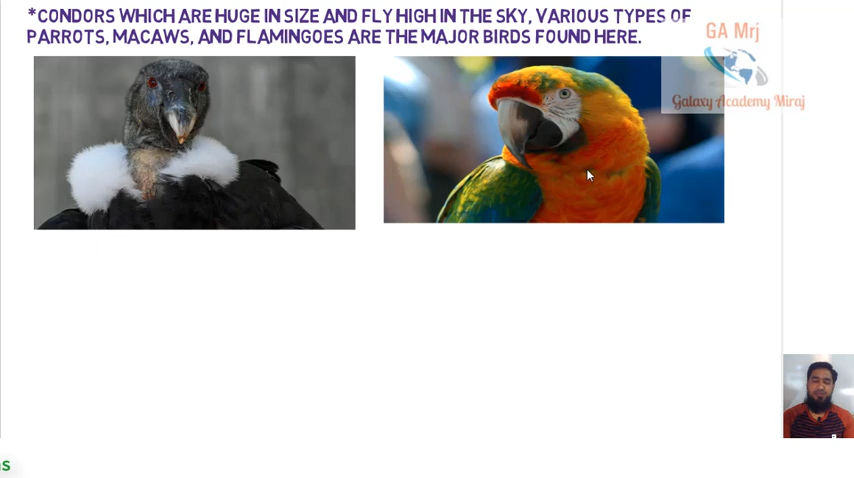 *CONDORS WHICH ARE HUGE IN SIZE AND FLY HIGH IN THE SKY, VARIOUS TYPES OF
PARROTS, MACAWS, AND FLAMINGOES ARE THE MAJOR BIRDS FOUND HERE.
GA Mrj
Galaxy Academy Miraj